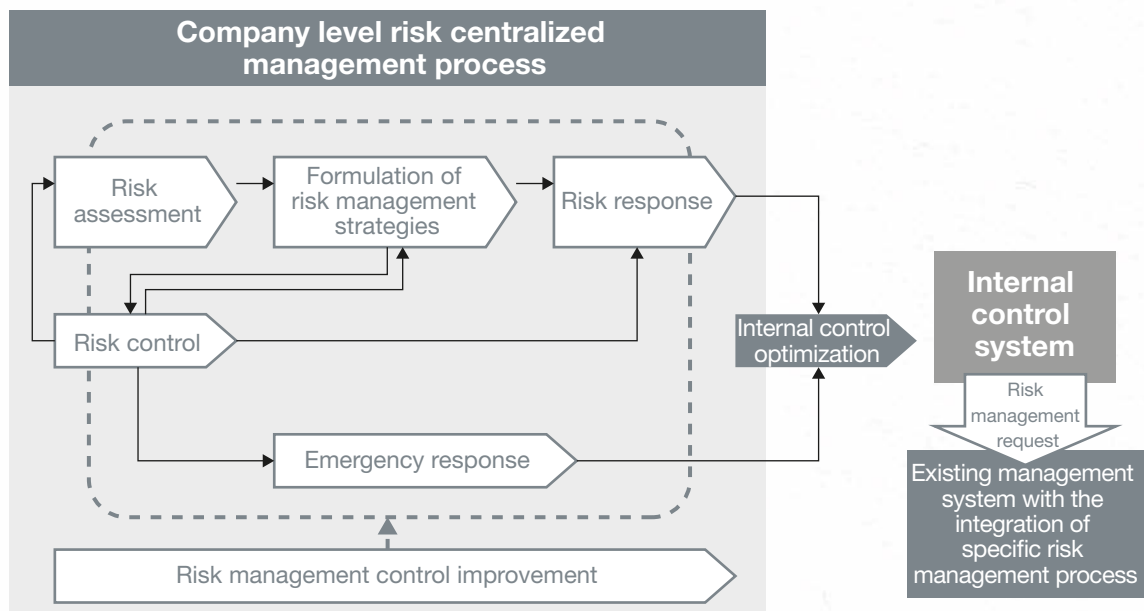 Company level risk centralized
management process
Risk
assessment
Formulation of
risk management
strategies
Risk response
Risk control
Internal control
optimization
Internal
control
system
Risk
management
request
Emergency response
Existing management
system with the
integration of
specific risk
management process
Risk management control improvement